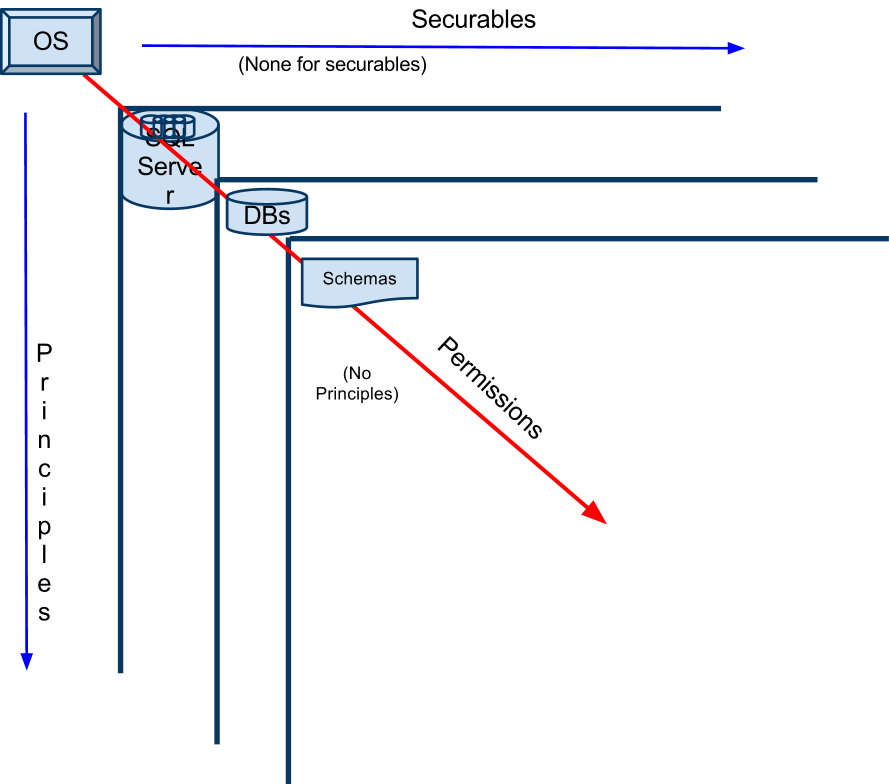 Securables
OS
(None for securables)
SQL
Serve
r
DBs
Schemas
Permissions
(No
Principles)
P
r
i
n
c
i
p
l
e
s